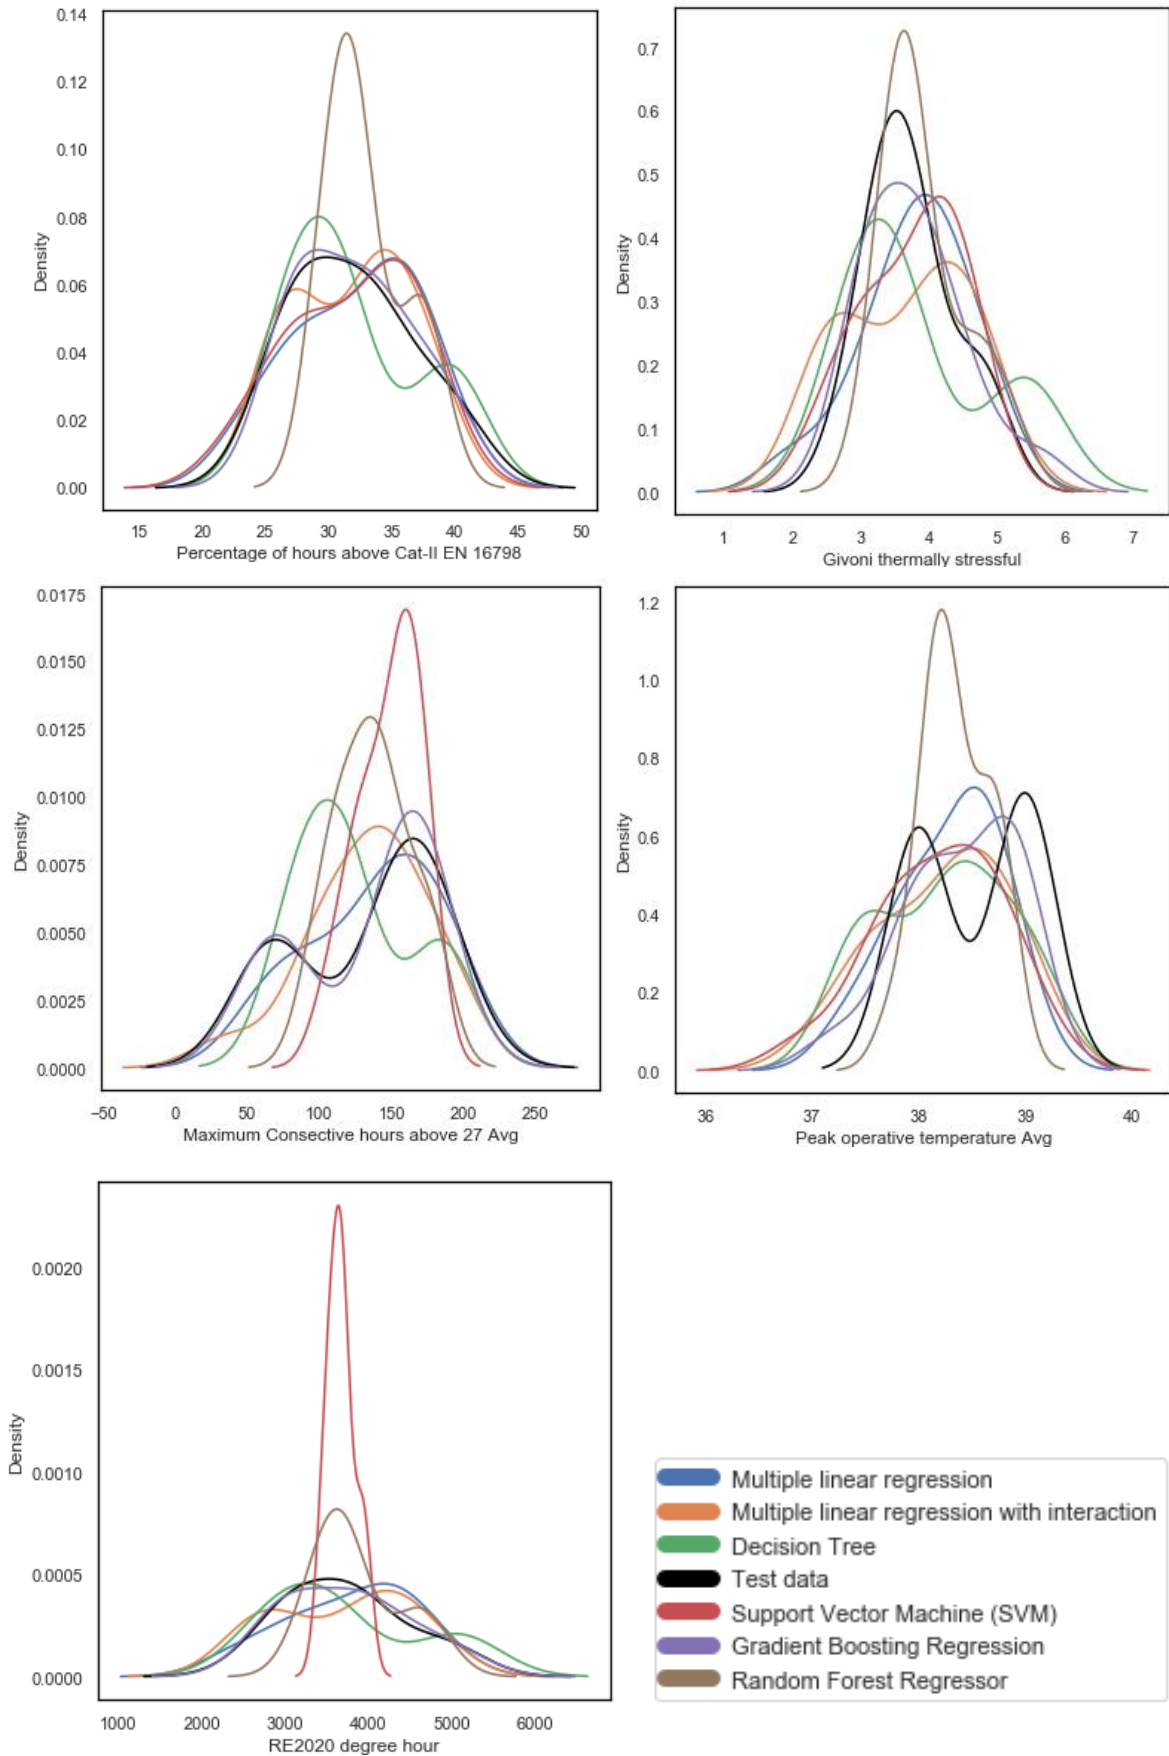 0.14
0.12
0.10
0.08
0.06
0.04
0.02
0.00
Density
15 20 25 30 35 40 45 50
Percentage of hours above Cat-II EN 16798
0.7
0.6
0.5
0.4
0.3
0.2
0.1
0.0
Density
1 2 3 4 5 6 7
Givoni thermally stressful
0.0175
0.0150
0.0125
0.0100
0.0075
0.0050
0.0025
0.0000
Density
−50 0 50 100 150 200 250
Maximum Consective hours above 27 Avg
1.2
1.0
0.8
0.6
0.4
0.2
0.0
Density
36 37 38 39 40
Peak operative temperature Avg
0.0020
0.0015
0.0010
0.0005
0.0000
Density
1000 2000 3000 4000 5000 6000
RE2020 degree hour
Multiple linear regression
Multiple linear regression with interaction
Decision Tree
Test data
Support Vector Machine (SVM)
Gradient Boosting Regression
Random Forest Regressor